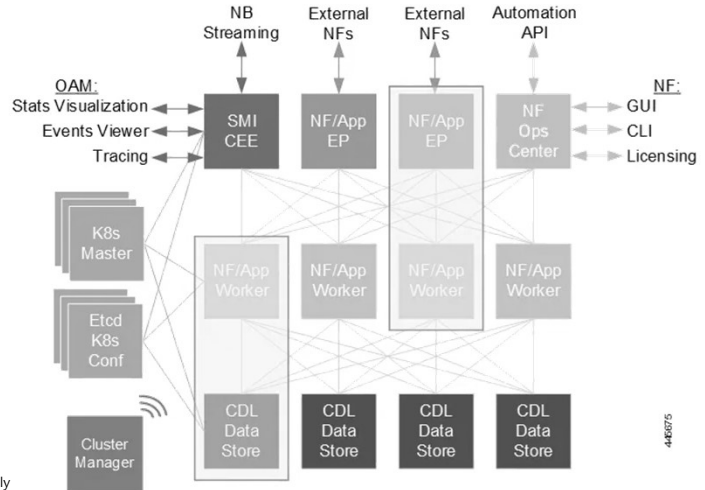 NB
Streaming
External
NFs
External
NFs
Automation
API
OAM:
Stats Visualization
Events Viewer
Tracing
SMI
CEE
NF/App
EP
NF/App
EP
NF
Ops
Center
NF:
GUI
CLI
Licensing
K8s
Master
NF/App
Worker
NF/App
Worker
NF/App
Worker
NF/App
Worker
Etcd
K8s
Conf
CDL
Data
Store
CDL
Data
Store
CDL
Data
Store
CDL
Data
Store
Cluster
Manager
445675
ly